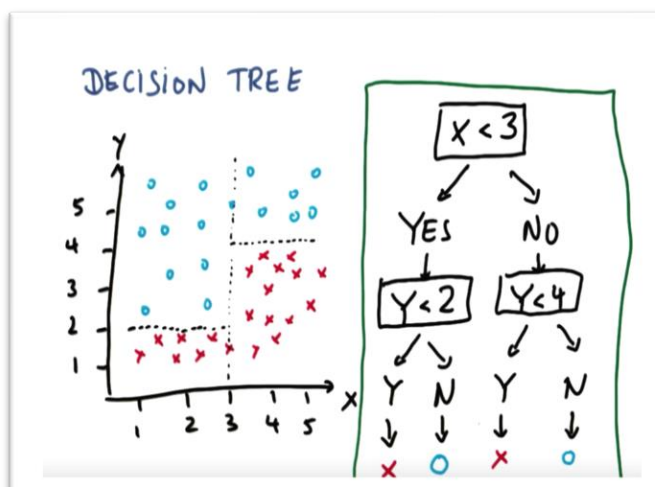 DECISION TREE
Y
5
4
3
2
1
1 2 3 4 5 X
X < 3
YES NO
Y < 2 Y < 4
Y N Y N
X O X O